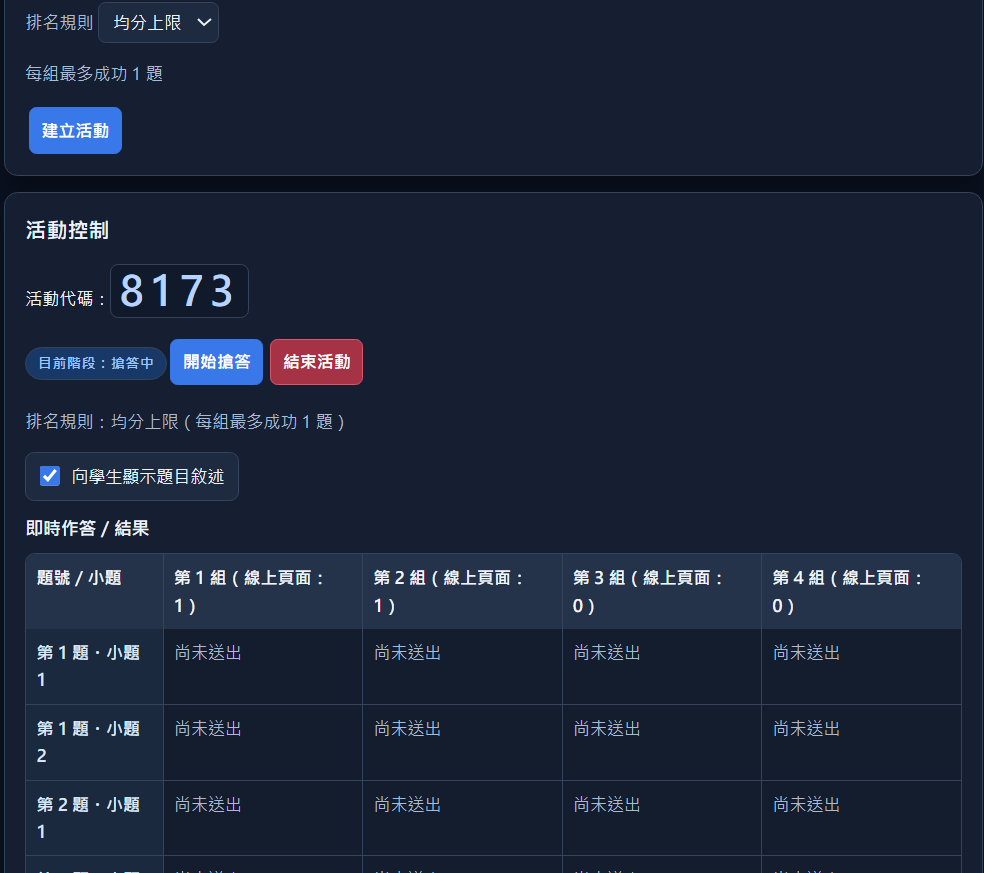 排名規則 均分上限
每組最多成功 1 題
建立活動
活動控制
活動代碼： 8173
目前階段：搶答中 開始搶答 結束活動
排名規則：均分上限（每組最多成功 1 題）
向學生顯示題目敘述
即時作答 / 結果
題號 / 小題 第 1 組（線上頁面：1） 第 2 組（線上頁面：1） 第 3 組（線上頁面：0） 第 4 組（線上頁面：0）
第 1 題 · 小題 1 尚未送出 尚未送出 尚未送出 尚未送出
第 1 題 · 小題 2 尚未送出 尚未送出 尚未送出 尚未送出
第 2 題 · 小題 1 尚未送出 尚未送出 尚未送出 尚未送出